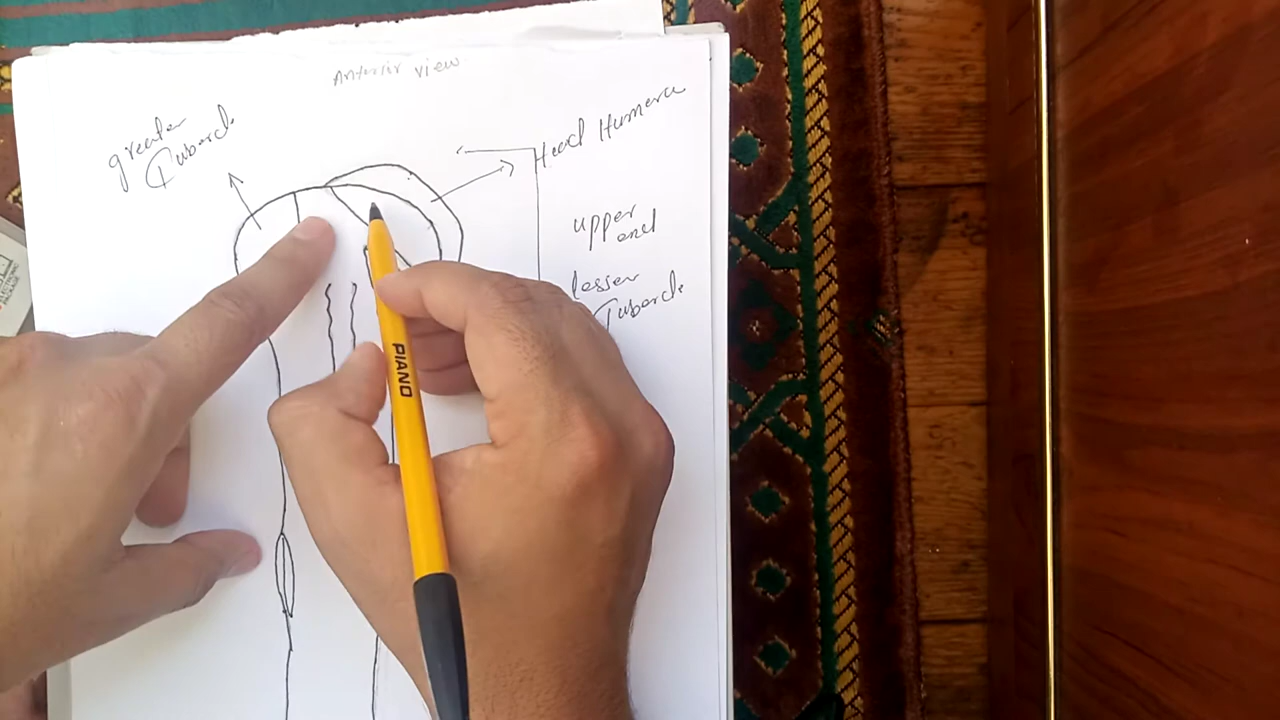 Anterior view
greater
Tubercle
Head Humerus
upper
end
lesser
Tubercle
PIANO